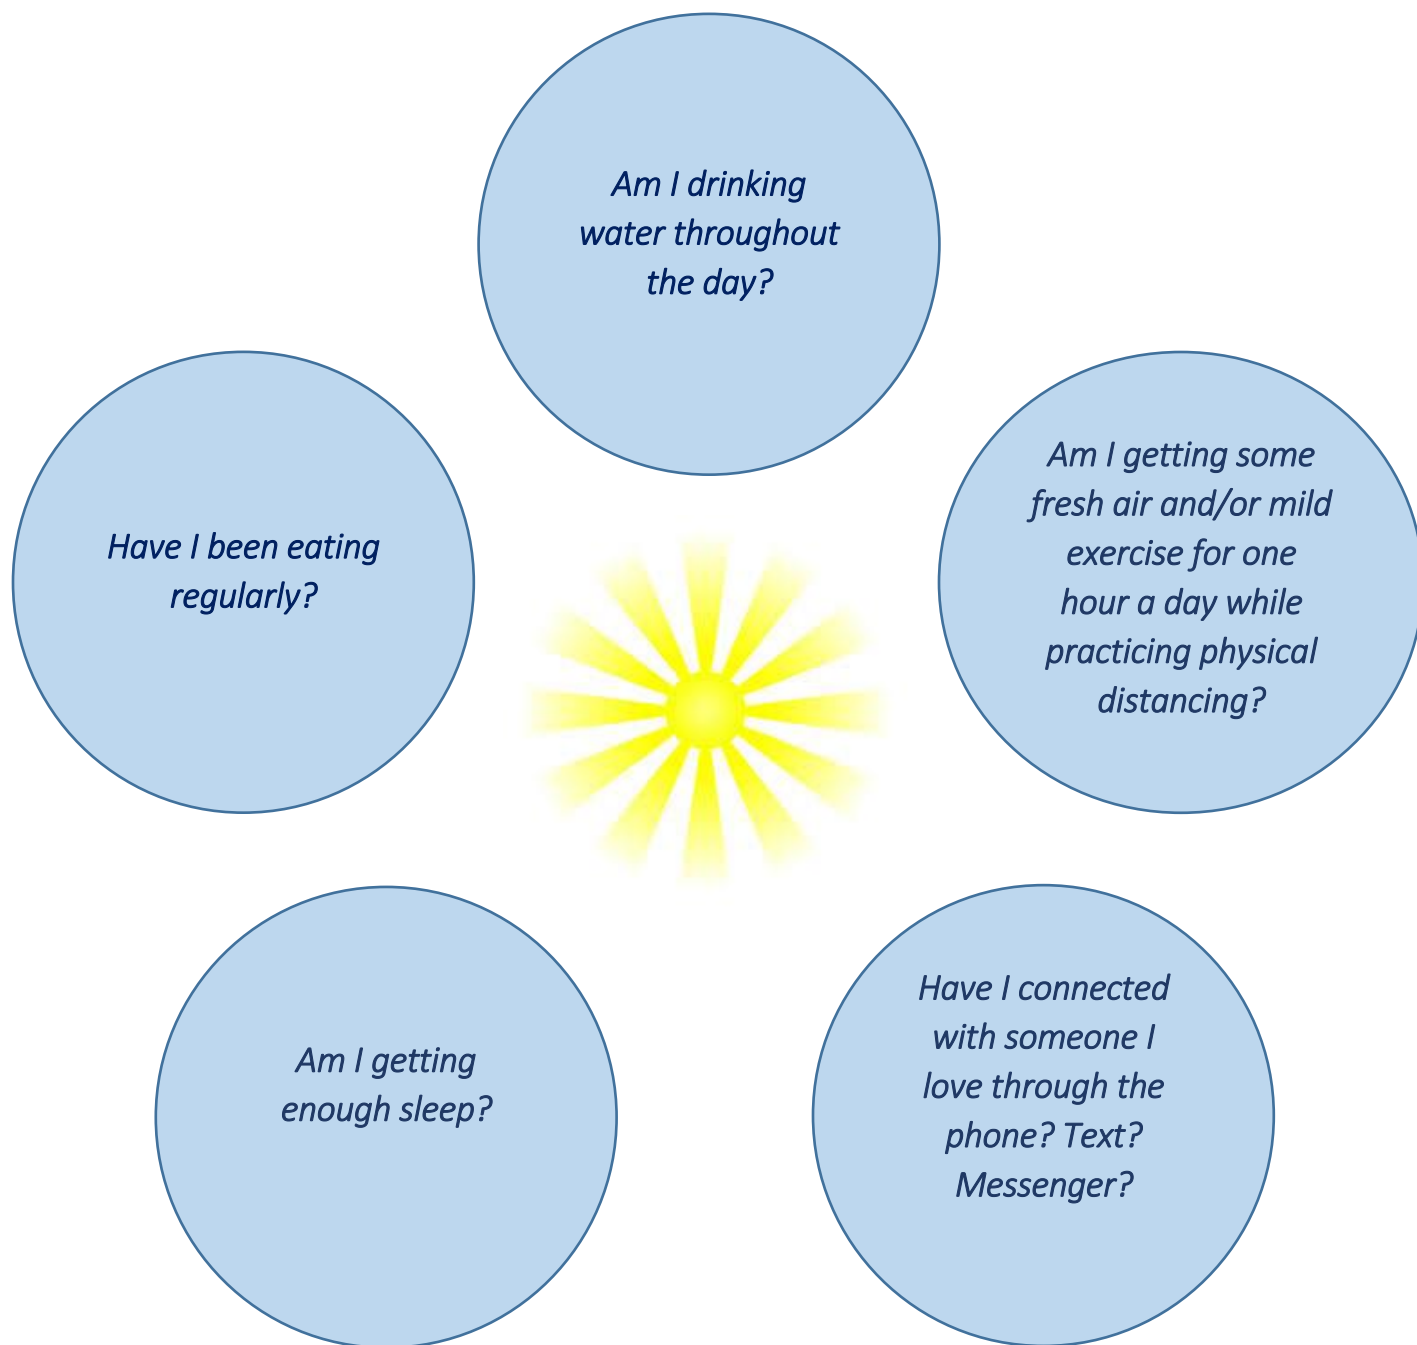 Am I drinking
water throughout
the day?
Have I been eating
regularly?
Am I getting some
fresh air and/or mild
exercise for one
hour a day while
practicing physical
distancing?
Am I getting
enough sleep?
Have I connected
with someone I
love through the
phone? Text?
Messenger?